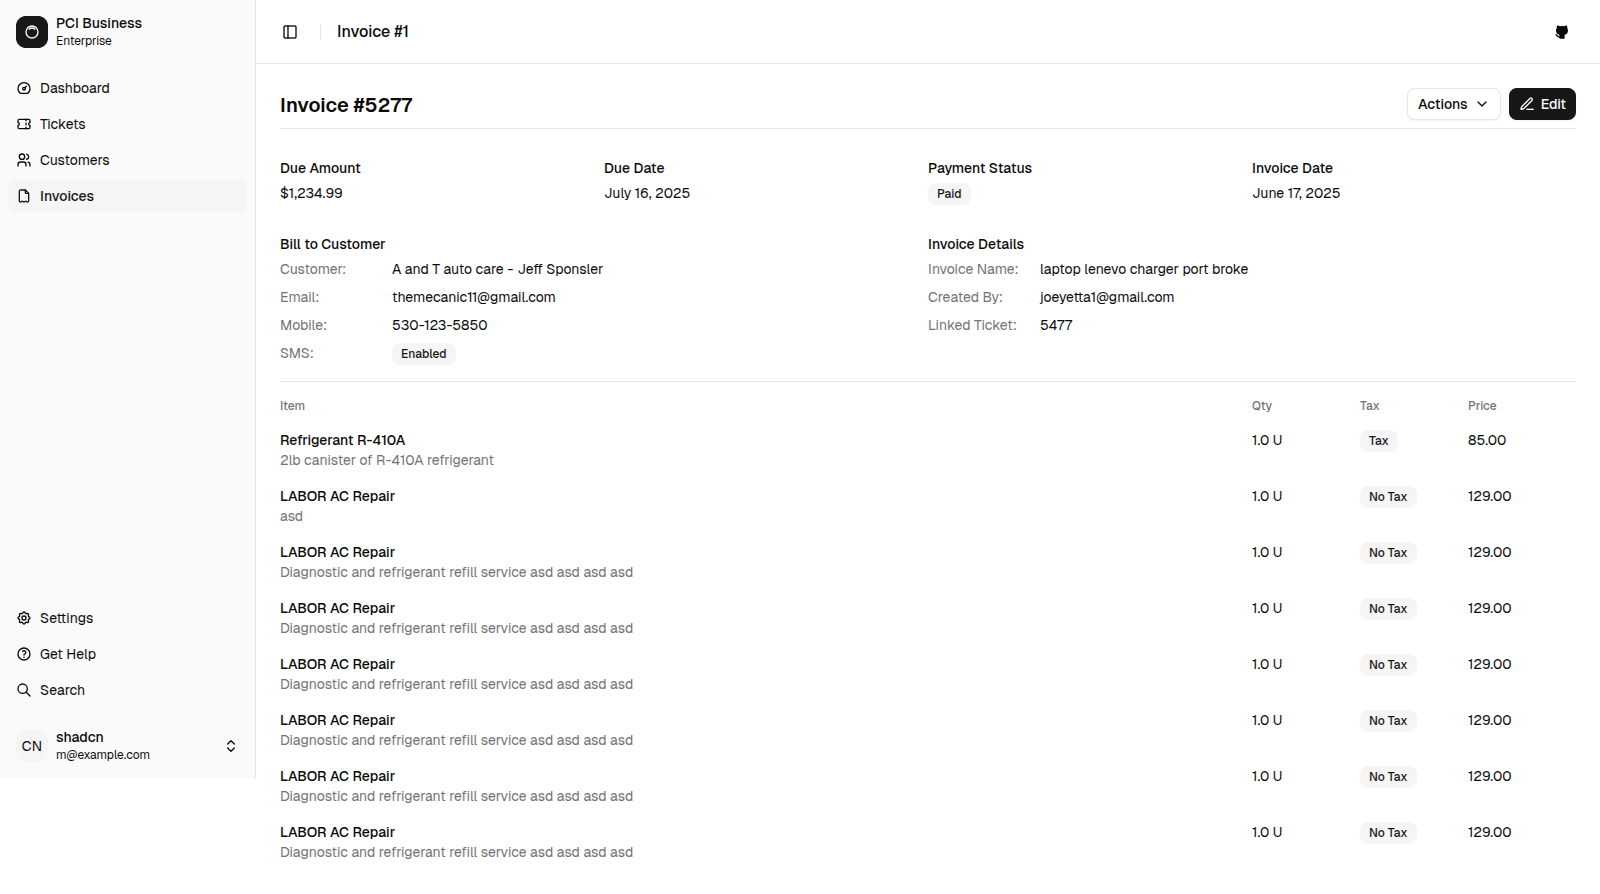 PCI Business
Enterprise
Dashboard
Tickets
Customers
Invoices
Settings
Get Help
Search
CN
shadcn
m@example.com
Invoice #1
Invoice #5277
Actions
Edit
Due Amount
$1,234.99
Due Date
July 16, 2025
Payment Status
Paid
Invoice Date
June 17, 2025
Bill to Customer
Customer: A and T auto care - Jeff Sponsler
Email: themecanic11@gmail.com
Mobile: 530-123-5850
SMS: Enabled
Invoice Details
Invoice Name: laptop lenevo charger port broke
Created By: joeyetta1@gmail.com
Linked Ticket: 5477
Item Qty Tax Price
Refrigerant R-410A 1.0 U Tax 85.00
2lb canister of R-410A refrigerant
LABOR AC Repair 1.0 U No Tax 129.00
asd
LABOR AC Repair 1.0 U No Tax 129.00
Diagnostic and refrigerant refill service asd asd asd asd
LABOR AC Repair 1.0 U No Tax 129.00
Diagnostic and refrigerant refill service asd asd asd asd
LABOR AC Repair 1.0 U No Tax 129.00
Diagnostic and refrigerant refill service asd asd asd asd
LABOR AC Repair 1.0 U No Tax 129.00
Diagnostic and refrigerant refill service asd asd asd asd
LABOR AC Repair 1.0 U No Tax 129.00
Diagnostic and refrigerant refill service asd asd asd asd
LABOR AC Repair 1.0 U No Tax 129.00
Diagnostic and refrigerant refill service asd asd asd asd